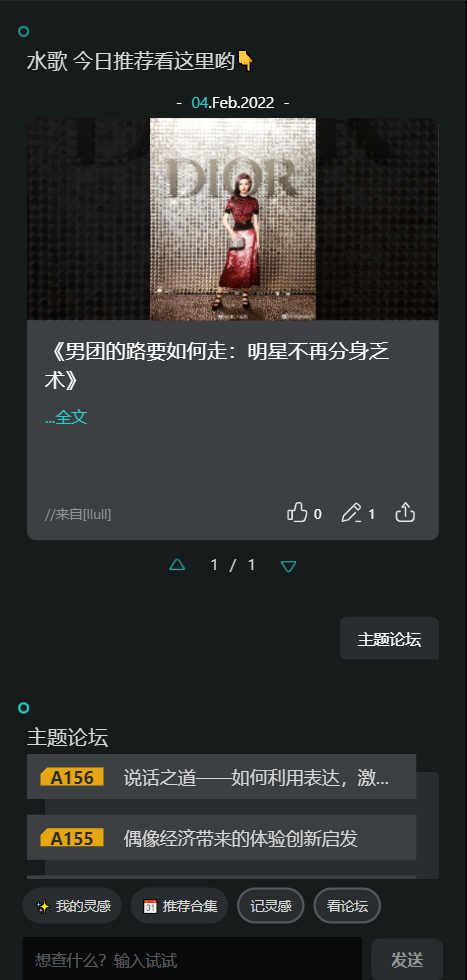 水歌 今日推荐看这里哟👇
- 04.Feb.2022 -
DIOR
《男团的路要如何走：明星不再分身乏
术》
...全文
//来自[llull]
0
1
1 / 1
主题论坛
主题论坛
A156 说话之道——如何利用表达，激...
A155 偶像经济带来的体验创新启发
✨ 我的灵感
📅 推荐合集
记灵感
看论坛
想查什么？输入试试
发送